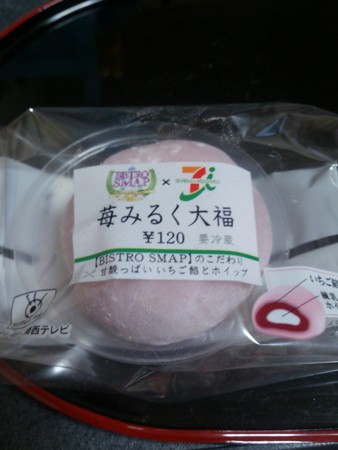 BISTRO SMAP × 7i
苺みるく大福
¥120 要冷蔵
【BISTRO SMAP】のこだわり
甘酸っぱい いちご餡とホイップ
いちご餡
西テレビ